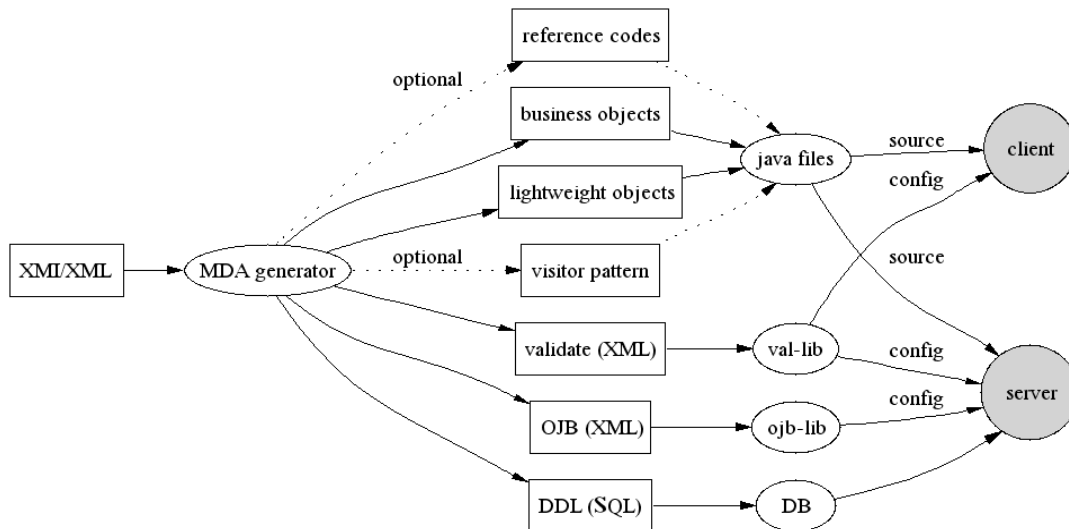 reference codes
optional
business objects
source
client
java files
config
lightweight objects
XMI/XML
MDA generator
optional
visitor pattern
source
validate (XML)
val-lib
config
server
config
OJB (XML)
ojb-lib
DDL (SQL)
DB